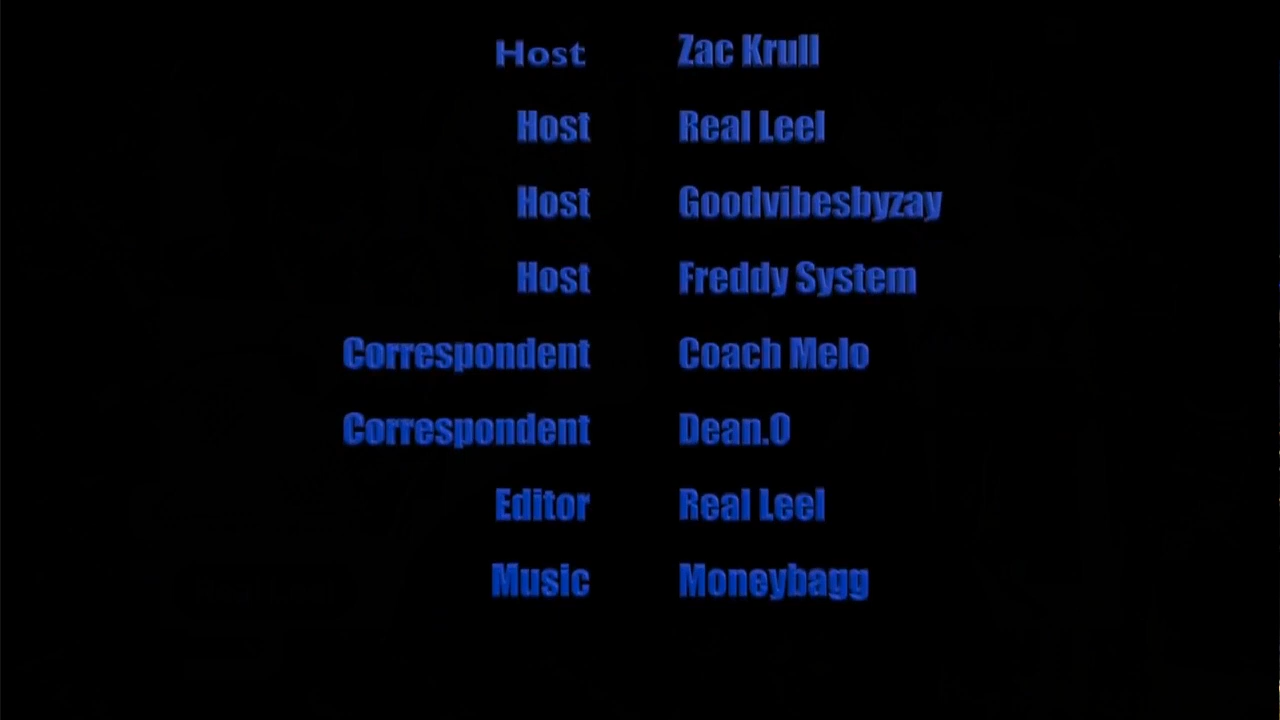 Host Zac Krull
Host Real Leel
Host Goodvibesbyzay
Host Freddy System
Correspondent Coach Melo
Correspondent Dean.O
Editor Real Leel
Music Moneybagg